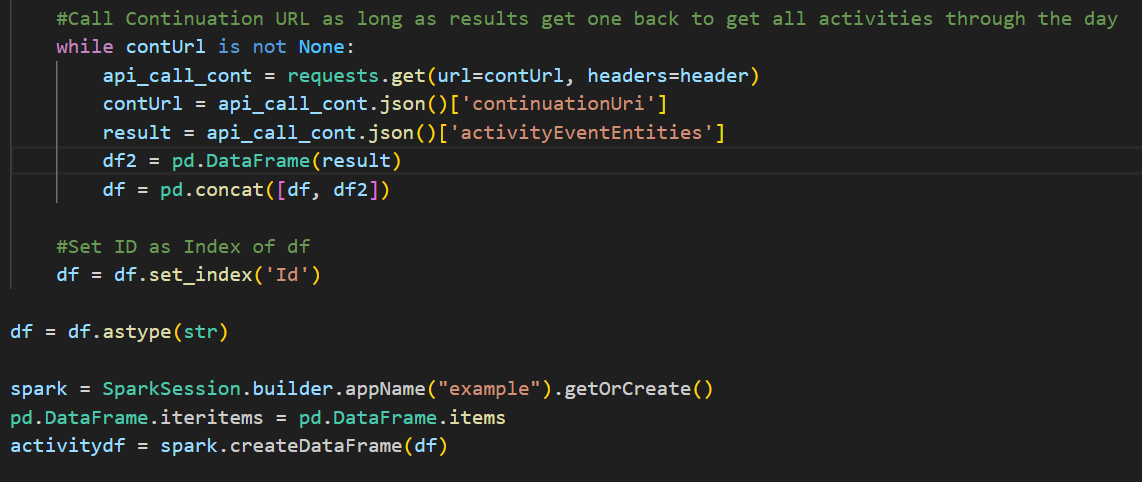 #Call Continuation URL as long as results get one back to get all activities through the day
while contUrl is not None:
api_call_cont = requests.get(url=contUrl, headers=header)
contUrl = api_call_cont.json()['continuationUri']
result = api_call_cont.json()['activityEventEntities']
df2 = pd.DataFrame(result)
df = pd.concat([df, df2])
#Set ID as Index of df
df = df.set_index('Id')
df = df.astype(str)
spark = SparkSession.builder.appName("example").getOrCreate()
pd.DataFrame.iteritems = pd.DataFrame.items
activitydf = spark.createDataFrame(df)